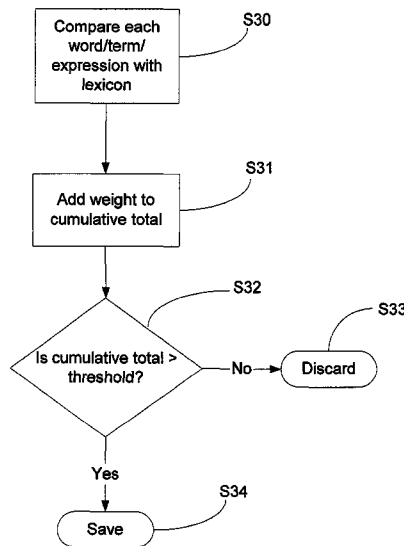 Compare each
word/term/
expression with
lexicon
S30
Add weight to
cumulative total
S31
Is cumulative total >
threshold?
S32
No
Discard
S33
Yes
Save
S34